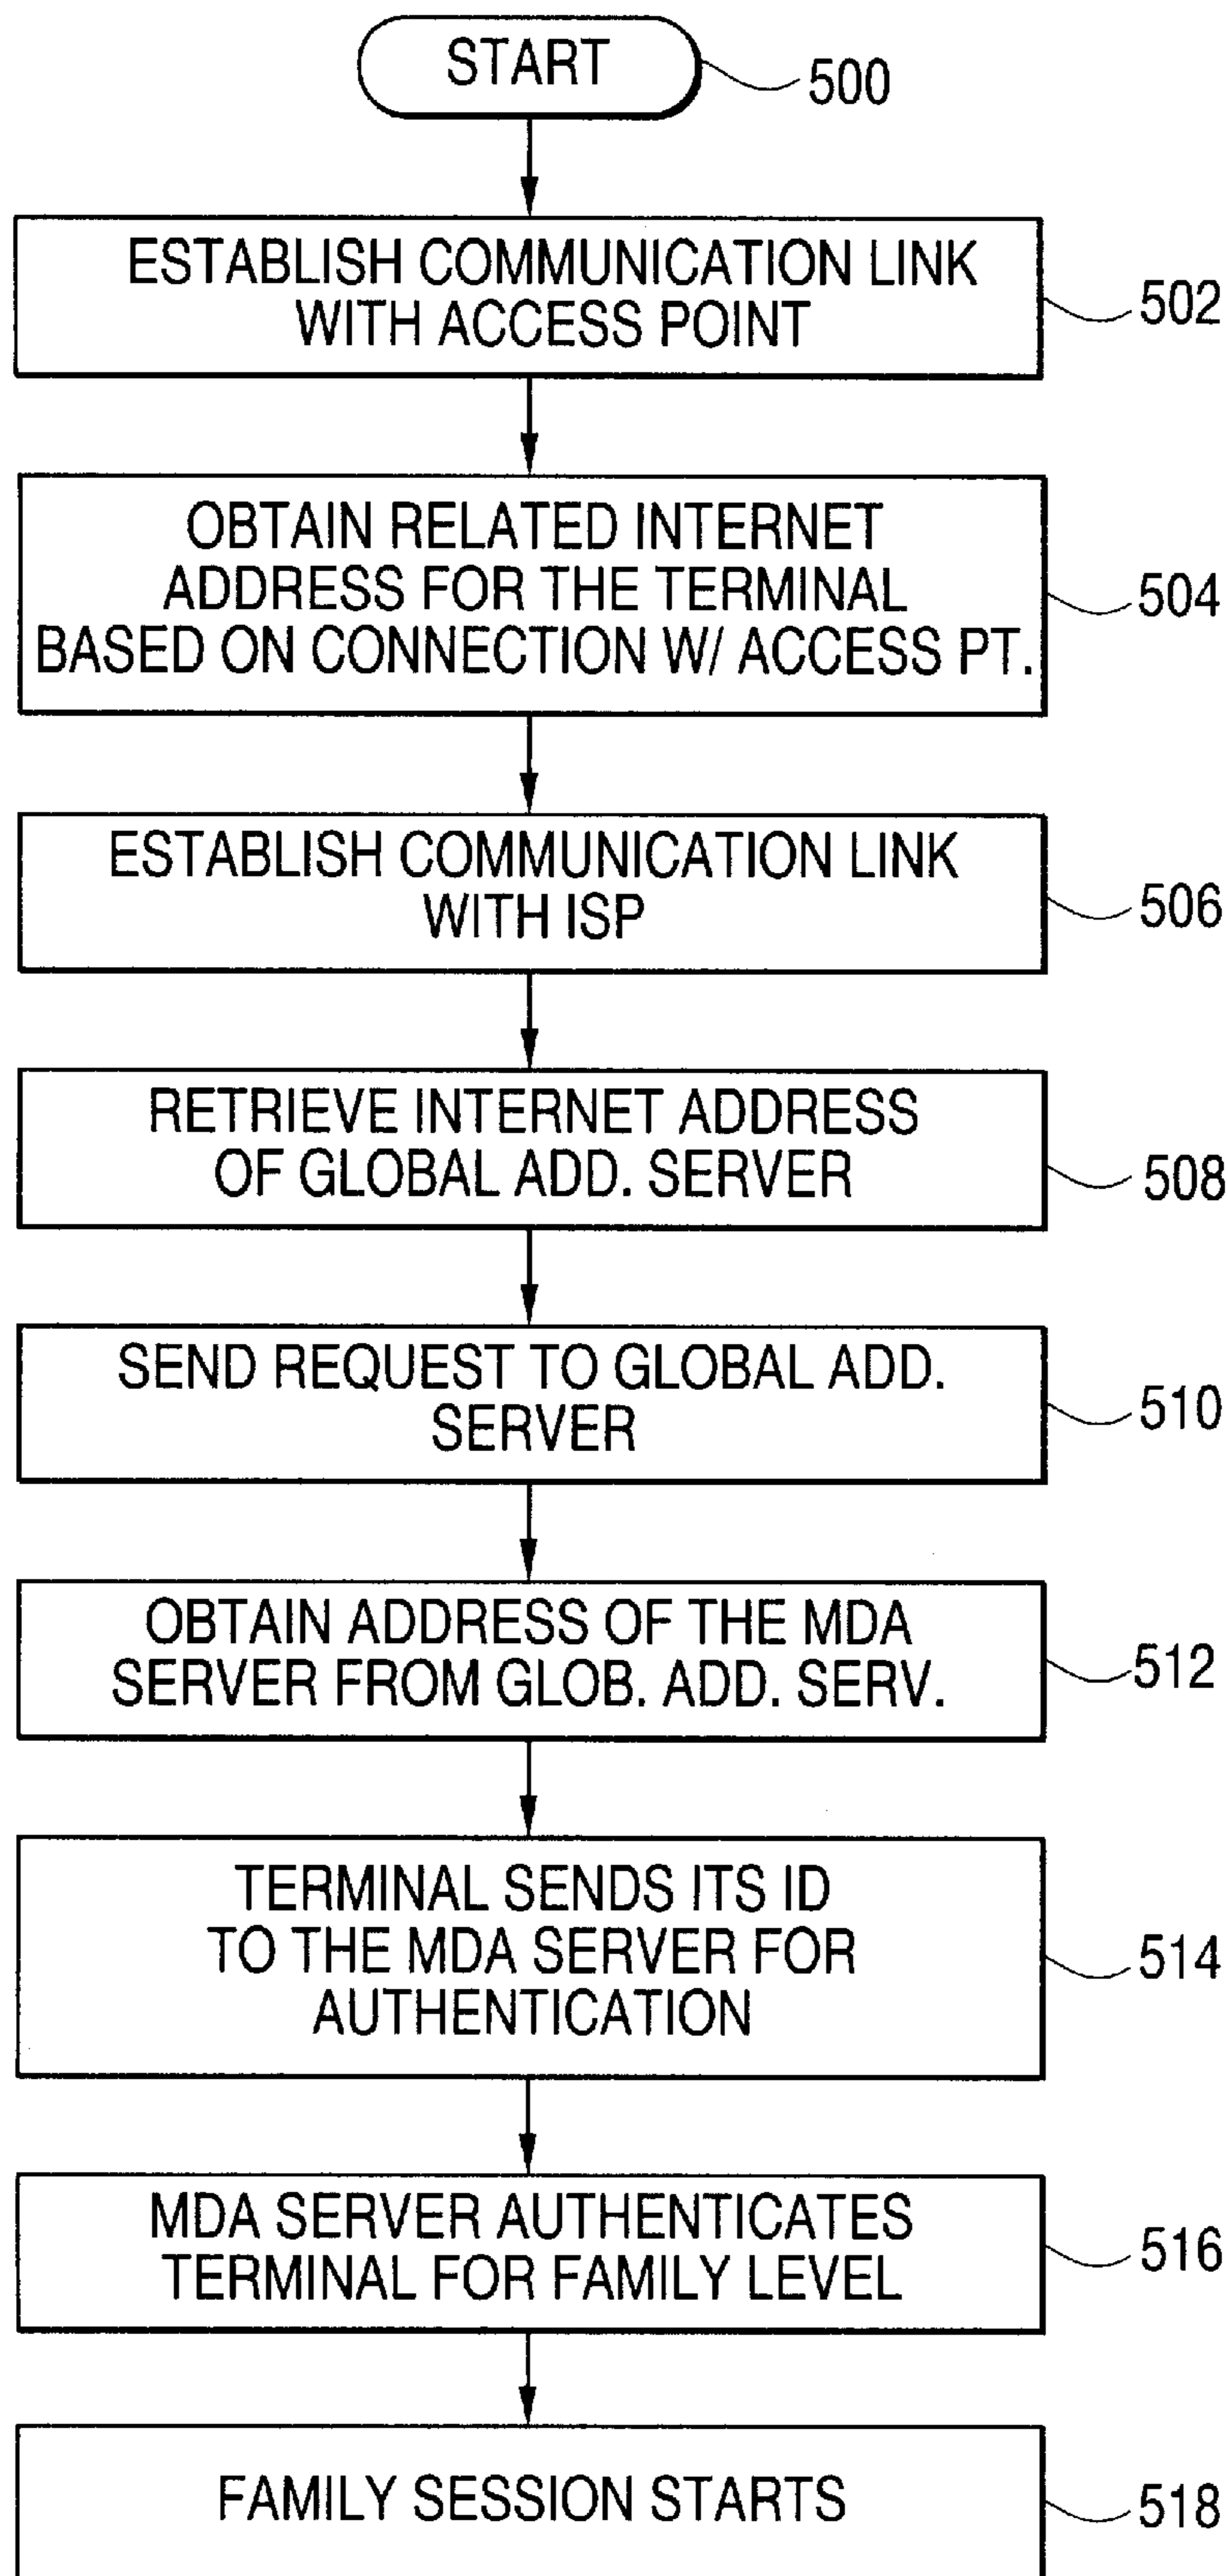 START
500
ESTABLISH COMMUNICATION LINK
WITH ACCESS POINT
502
OBTAIN RELATED INTERNET
ADDRESS FOR THE TERMINAL
BASED ON CONNECTION W/ ACCESS PT.
504
ESTABLISH COMMUNICATION LINK
WITH ISP
506
RETRIEVE INTERNET ADDRESS
OF GLOBAL ADD. SERVER
508
SEND REQUEST TO GLOBAL ADD.
SERVER
510
OBTAIN ADDRESS OF THE MDA
SERVER FROM GLOB. ADD. SERV.
512
TERMINAL SENDS ITS ID
TO THE MDA SERVER FOR
AUTHENTICATION
514
MDA SERVER AUTHENTICATES
TERMINAL FOR FAMILY LEVEL
516
FAMILY SESSION STARTS
518